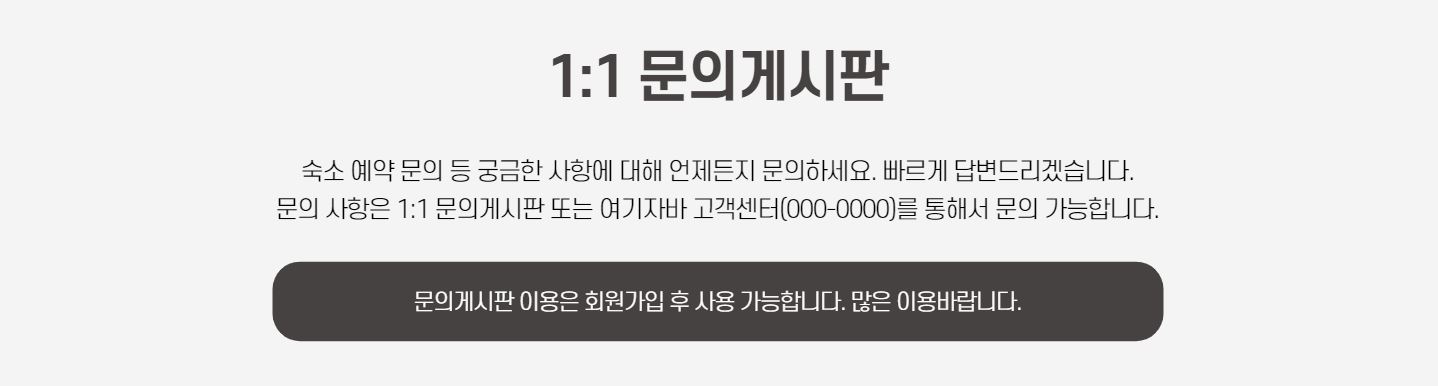 1:1 문의게시판
숙소 예약 문의 등 궁금한 사항에 대해 언제든지 문의하세요. 빠르게 답변드리겠습니다.
문의 사항은 1:1 문의게시판 또는 여기자바 고객센터(000-0000)를 통해서 문의 가능합니다.
문의게시판 이용은 회원가입 후 사용 가능합니다. 많은 이용바랍니다.